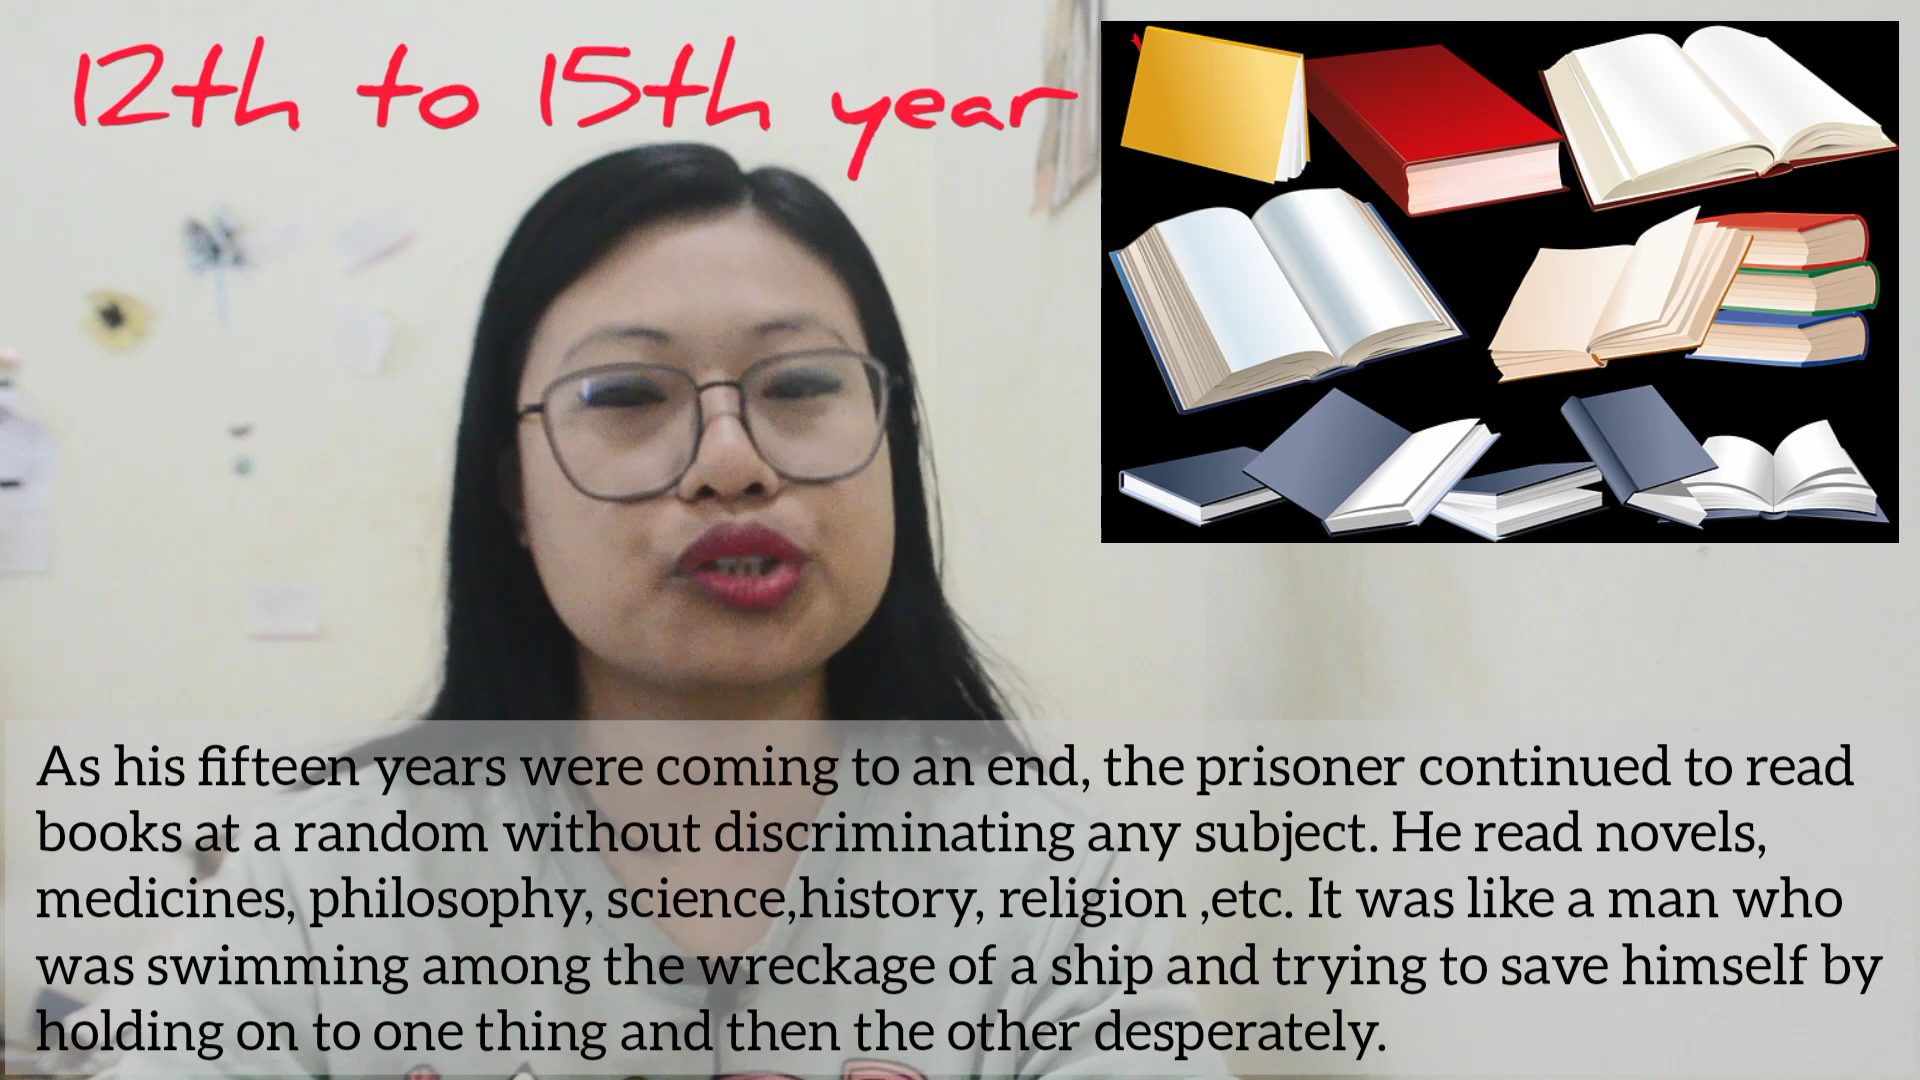 12th to 15th year
As his fifteen years were coming to an end, the prisoner continued to read
books at a random without discriminating any subject. He read novels,
medicines, philosophy, science,history, religion ,etc. It was like a man who
was swimming among the wreckage of a ship and trying to save himself by
holding on to one thing and then the other desperately.